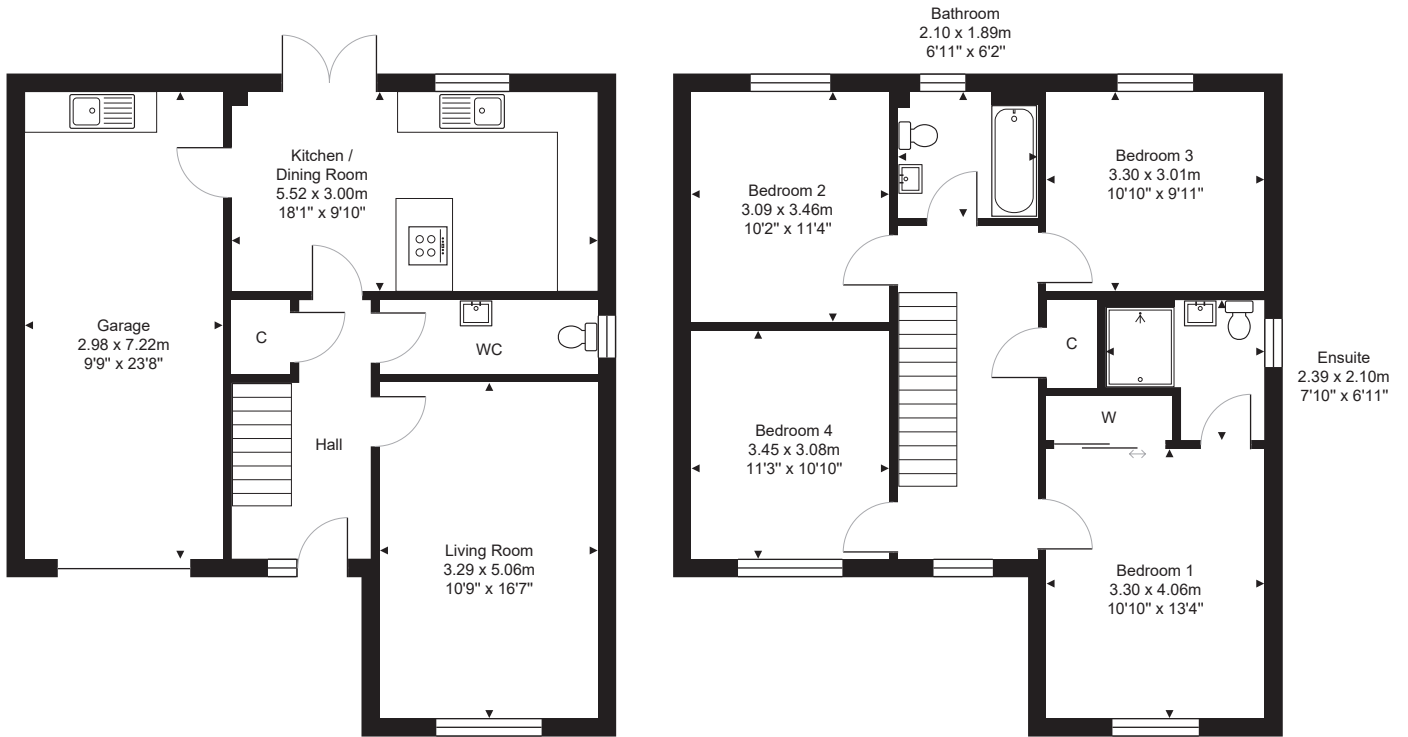 Kitchen /
Dining Room
5.52 x 3.00m
18'1" x 9'10"
Garage
2.98 x 7.22m
9'9" x 23'8"
C
WC
Hall
Living Room
3.29 x 5.06m
10'9" x 16'7"
Bathroom
2.10 x 1.89m
6'11" x 6'2"
Bedroom 2
3.09 x 3.46m
10'2" x 11'4"
Bedroom 3
3.30 x 3.01m
10'10" x 9'11"
C
Ensuite
2.39 x 2.10m
7'10" x 6'11"
W
Bedroom 4
3.45 x 3.08m
11'3" x 10'10"
Bedroom 1
3.30 x 4.06m
10'10" x 13'4"